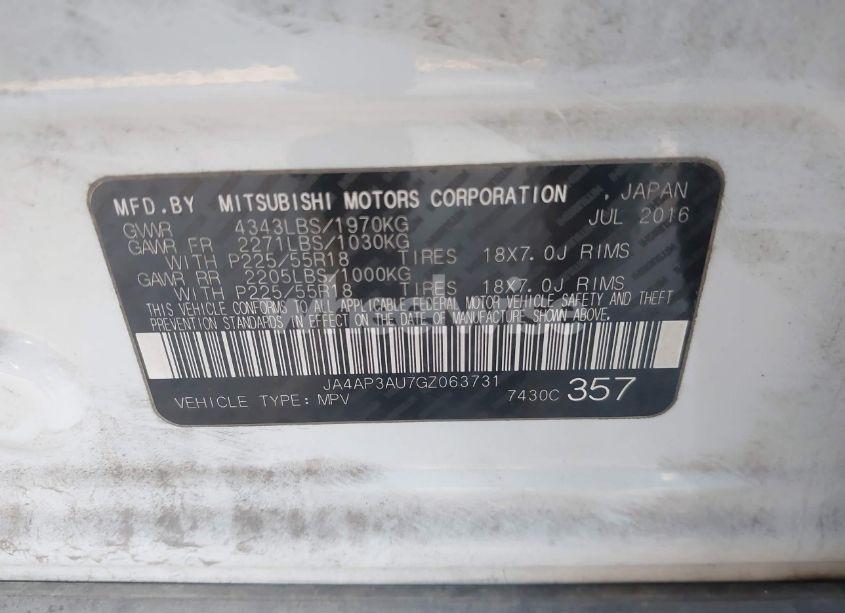 MFD.BY MITSUBISHI MOTORS CORPORATION , JAPAN
GVWR 4343LBS/1970KG JUL 2016
GAWR FR 2271LBS/1030KG
WITH P225/55R18 TIRES 18X7.0J RIMS
GAWR RR 2205LBS/1000KG
WITH P225/55R18 TIRES 18X7.0J RIMS
THIS VEHICLE CONFORMS TO ALL APPLICABLE FEDERAL MOTOR VEHICLE SAFETY AND THEFT
PREVENTION STANDARDS IN EFFECT ON THE DATE OF MANUFACTURE SHOWN ABOVE.
JA4AP3AU7GZ063731
VEHICLE TYPE: MPV 7430C 357